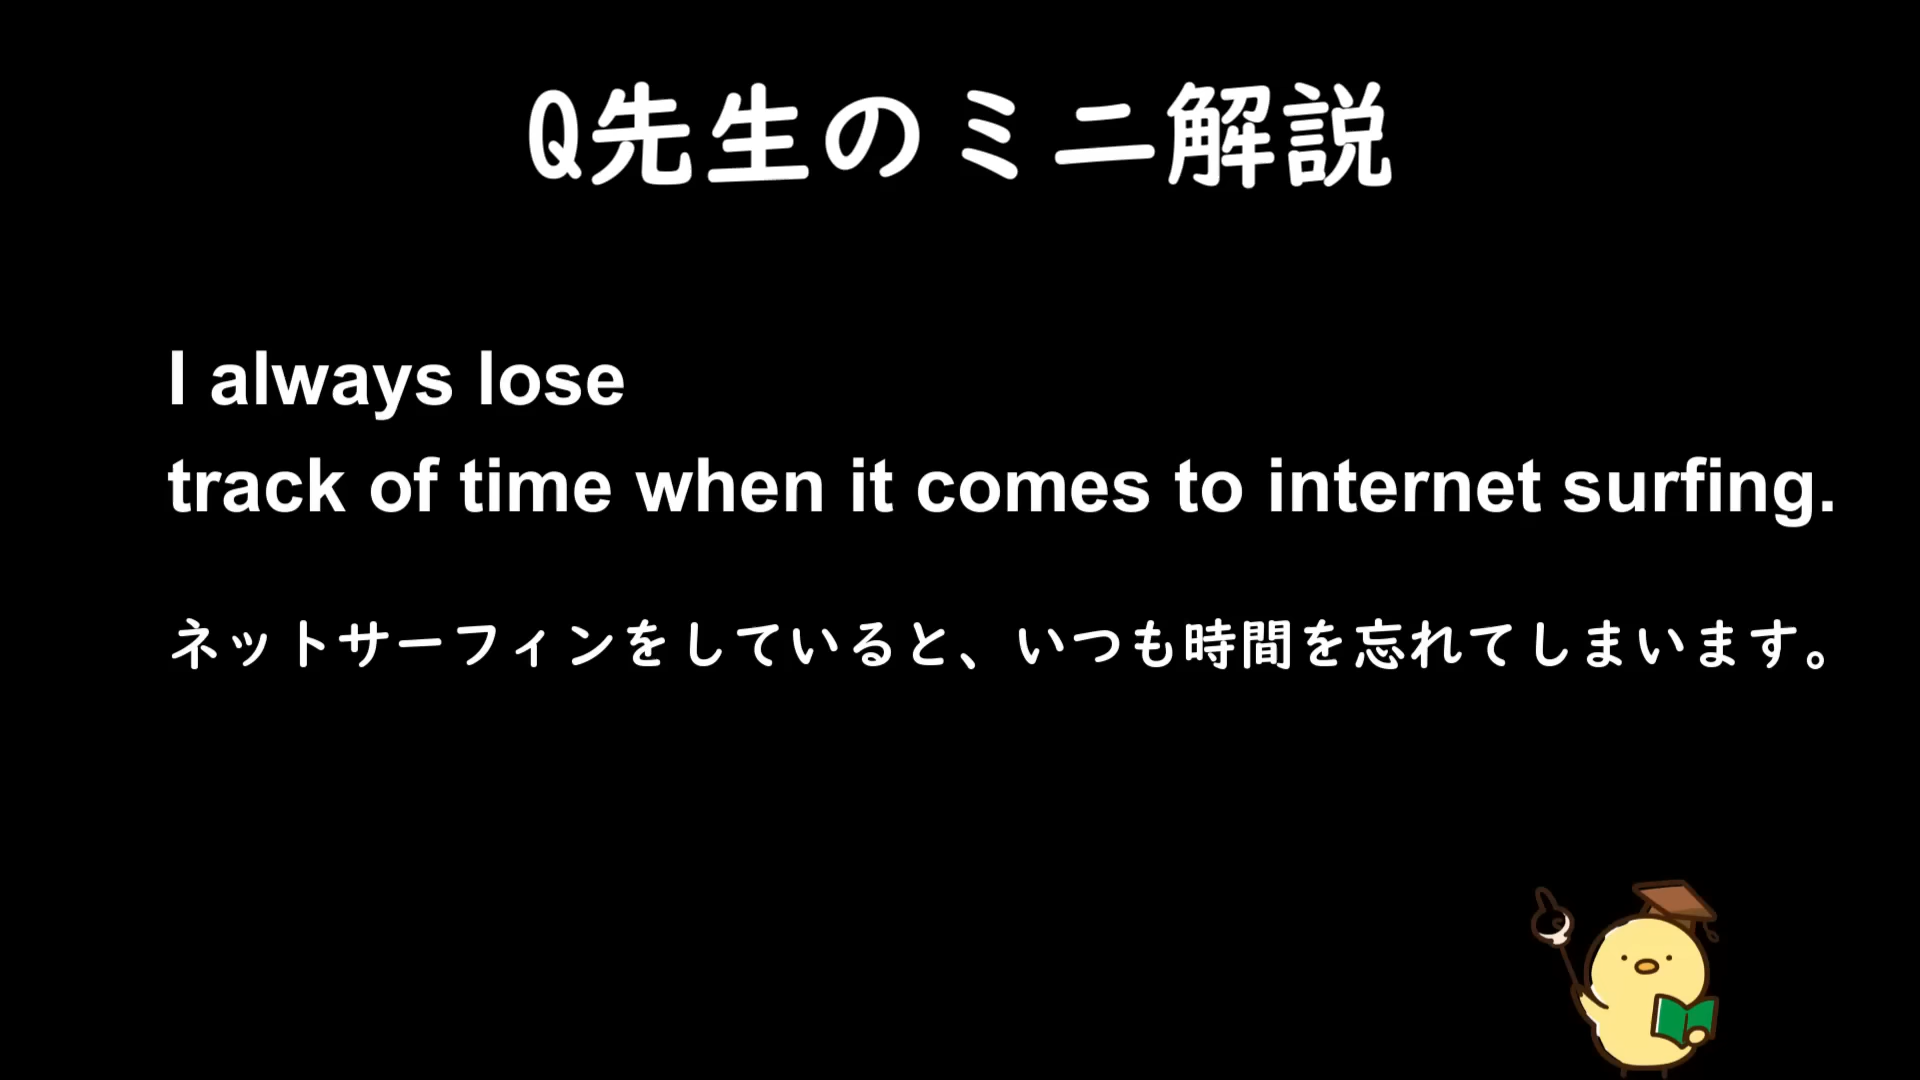 Q先生のミニ解説
I always lose
track of time when it comes to internet surfing.
ネットサーフィンをしていると、いつも時間を忘れてしまいます。